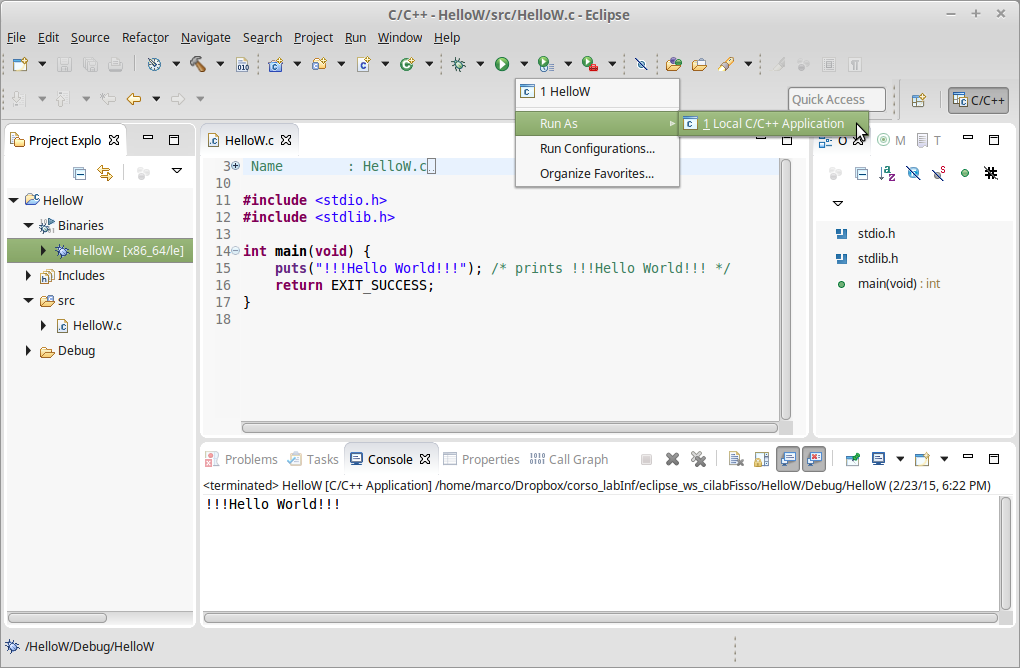 C/C++ - HelloW/src/HelloW.c - Eclipse
File Edit Source Refactor Navigate Search Project Run Window Help
010
1 HelloW
Quick Access
C/C++
Run As
1 Local C/C++ Application
Run Configurations...
Organize Favorites...
Project Explo
HelloW
Binaries
HelloW - [x86_64/le]
Includes
src
HelloW.c
Debug
HelloW.c
3 Name : HelloW.c
10
11 #include <stdio.h>
12 #include <stdlib.h>
13
14 int main(void) {
15 puts("!!!Hello World!!!"); /* prints !!!Hello World!!! */
16 return EXIT_SUCCESS;
17 }
18
O M T
stdio.h
stdlib.h
main(void) : int
Problems Tasks Console Properties Call Graph
<terminated> HelloW [C/C++ Application] /home/marco/Dropbox/corso_labInf/eclipse_ws_cilabFisso/HelloW/Debug/HelloW (2/23/15, 6:22 PM)
!!!Hello World!!!
/HelloW/Debug/HelloW